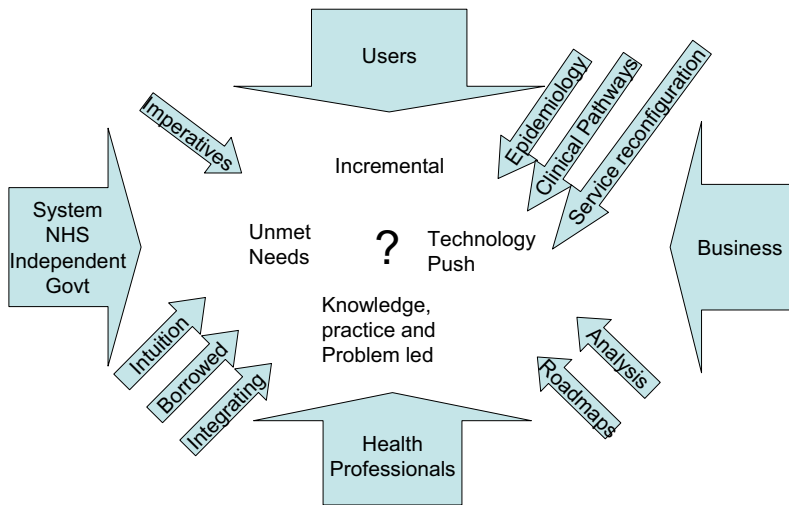 Users
Epidemiology
Clinical Pathways
Service reconfiguration
Imperatives
Incremental
System
NHS
Independent
Govt
Unmet
Needs
?
Technology
Push
Business
Knowledge,
practice and
Problem led
Intuition
Borrowed
Integrating
Analysis
Roadmaps
Health
Professionals